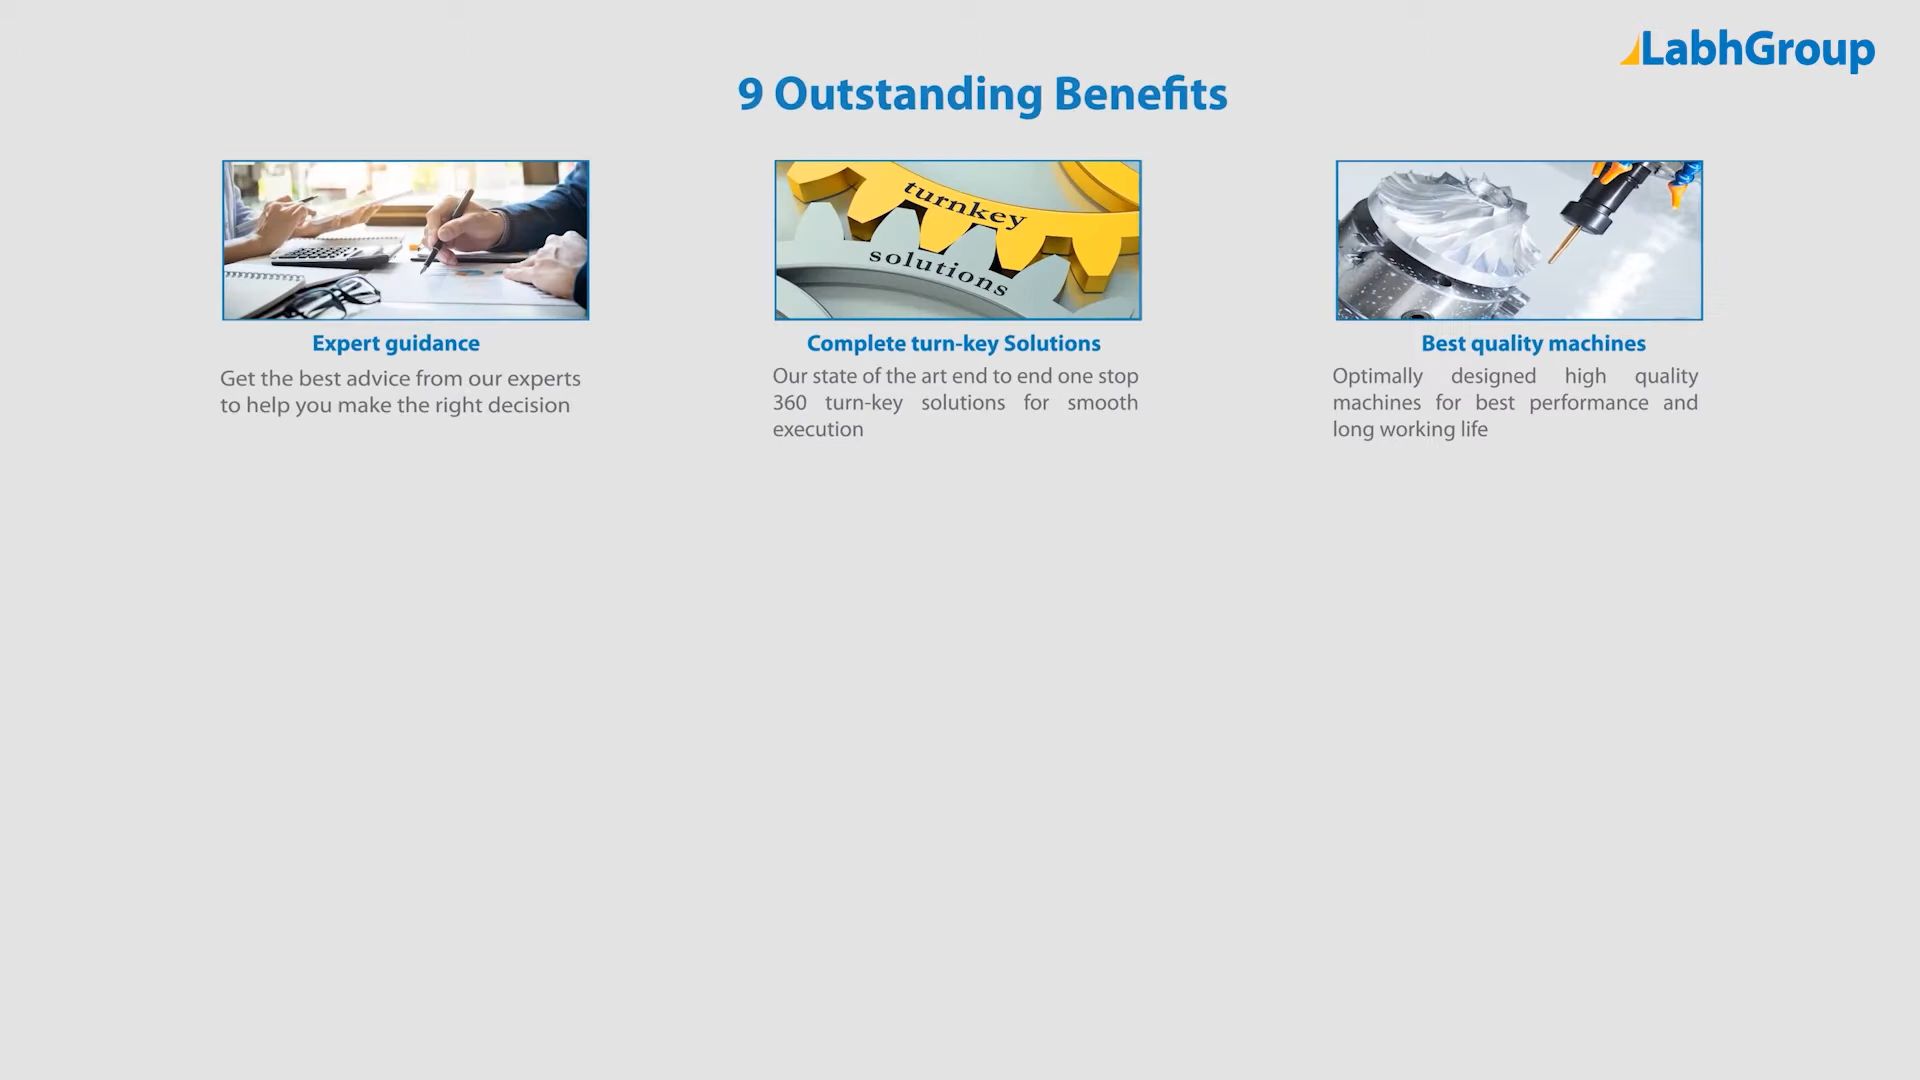 LabhGroup
9 Outstanding Benefits
turnkey
solutions
Expert guidance
Get the best advice from our experts
to help you make the right decision
Complete turn-key Solutions
Our state of the art end to end one stop
360 turn-key solutions for smooth
execution
Best quality machines
Optimally designed high quality
machines for best performance and
long working life